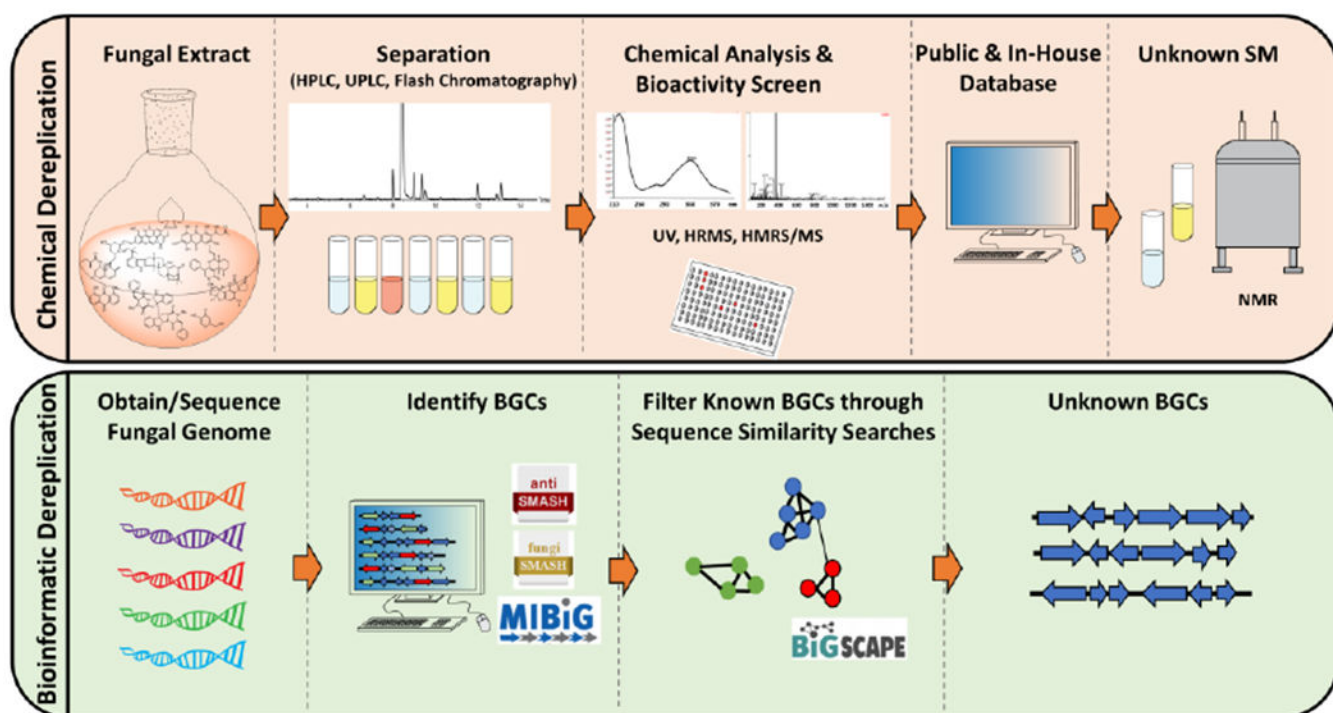 Chemical Dereplication
Fungal Extract
Separation
(HPLC, UPLC, Flash Chromatography)
Chemical Analysis &
Bioactivity Screen
UV, HRMS, HMRS/MS
Public & In-House
Database
Unknown SM
NMR
Bioinformatic Dereplication
Obtain/Sequence
Fungal Genome
Identify BGCs
anti
SMASH
fungi
SMASH
MIBiG
Filter Known BGCs through
Sequence Similarity Searches
BiGSCAPE
Unknown BGCs